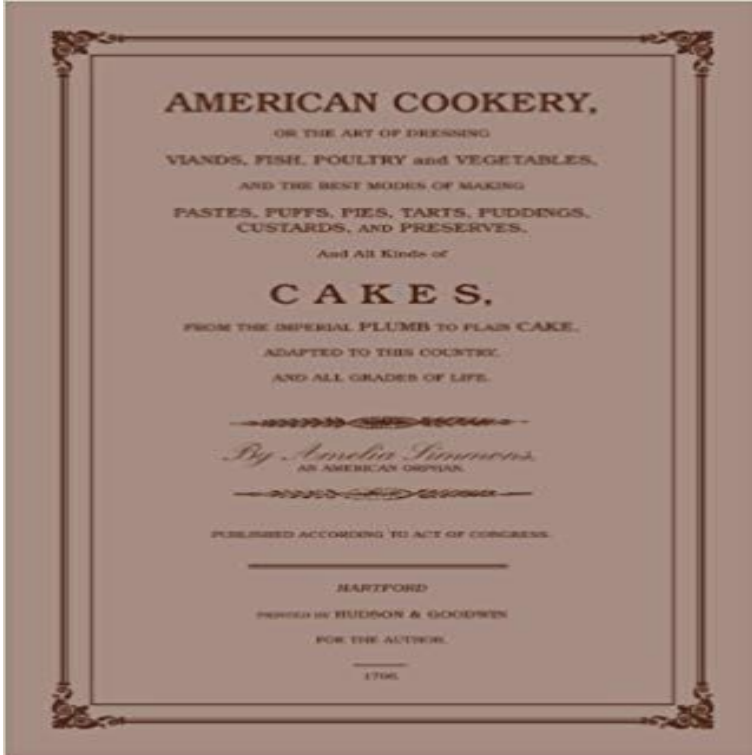 AMERICAN COOKERY,
OR THE ART OF DRESSING
VIANDS, FISH, POULTRY and VEGETABLES,
AND THE BEST MODES OF MAKING
PASTES, PUFFS, PIES, TARTS, PUDDINGS,
CUSTARDS, AND PRESERVES,
And All Kinds of
CAKES,
FROM THE IMPERIAL PLUMB TO PLAIN CAKE,
ADAPTED TO THIS COUNTRY,
AND ALL GRADES OF LIFE.
By Amelia Simmons,
AN AMERICAN ORPHAN.
PUBLISHED ACCORDING TO ACT OF CONGRESS.
HARTFORD
PRINTED BY HUDSON & GOODWIN
FOR THE AUTHOR.
1796.